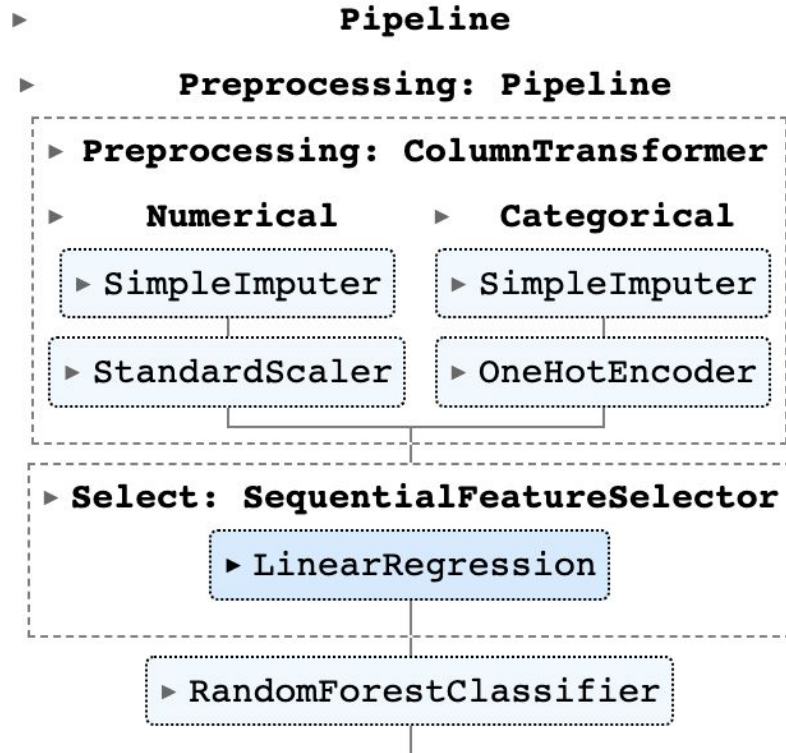 Pipeline
Preprocessing: Pipeline
Preprocessing: ColumnTransformer
Numerical
Categorical
SimpleImputer
SimpleImputer
StandardScaler
OneHotEncoder
Select: SequentialFeatureSelector
LinearRegression
RandomForestClassifier